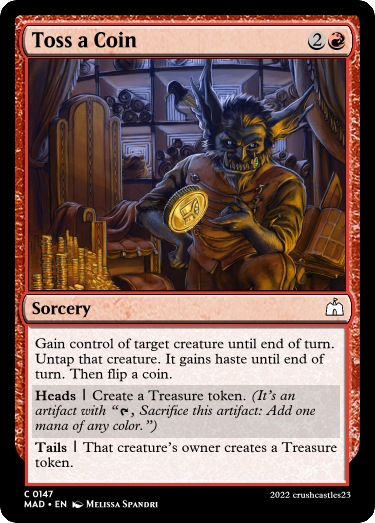 Toss a Coin 2
Sorcery
Gain control of target creature until end of turn.
Untap that creature. It gains haste until end of
turn. Then flip a coin.
Heads | Create a Treasure token. (It's an
artifact with “, Sacrifice this artifact: Add one
mana of any color.”)
Tails | That creature's owner creates a Treasure
token.
C 0147
MAD • EN Melissa Spandri
2022 crushcastles23